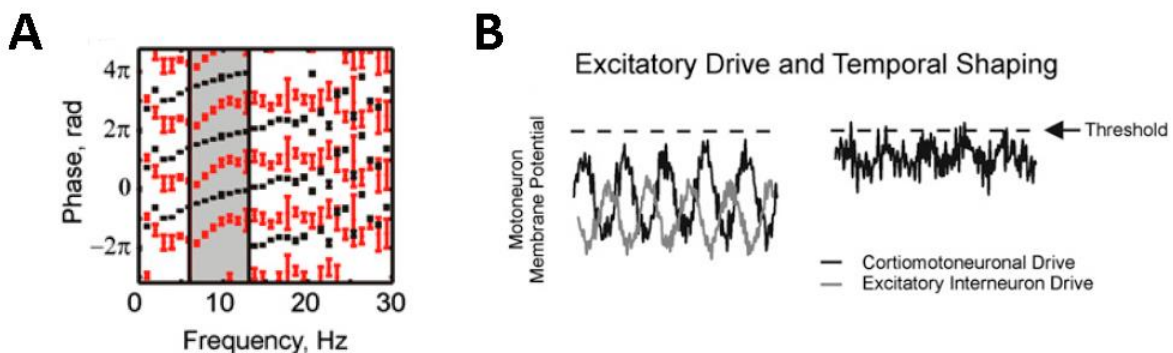 A
4π
2π
0
−2π
Phase, rad
0 10 20 30
Frequency, Hz
B
Excitatory Drive and Temporal Shaping
Motoneuron
Membrane Potential
Threshold
Cortiomotoneuronal Drive
Excitatory Interneuron Drive